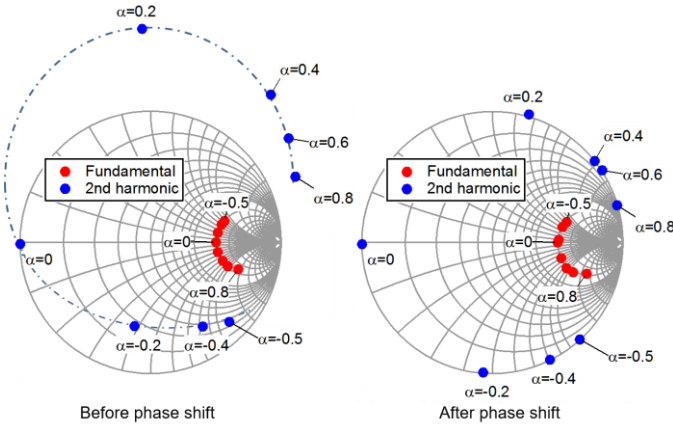 α=0.2
α=0.4
α=0.6
α=0.8
Fundamental
2nd harmonic
α=-0.5
α=0
α=0
α=0.8
α=-0.2
α=-0.4
α=-0.5
Before phase shift
α=0.2
α=0.4
α=0.6
α=0.8
Fundamental
2nd harmonic
α=-0.5
α=0
α=0
α=0.8
α=-0.2
α=-0.4
α=-0.5
After phase shift